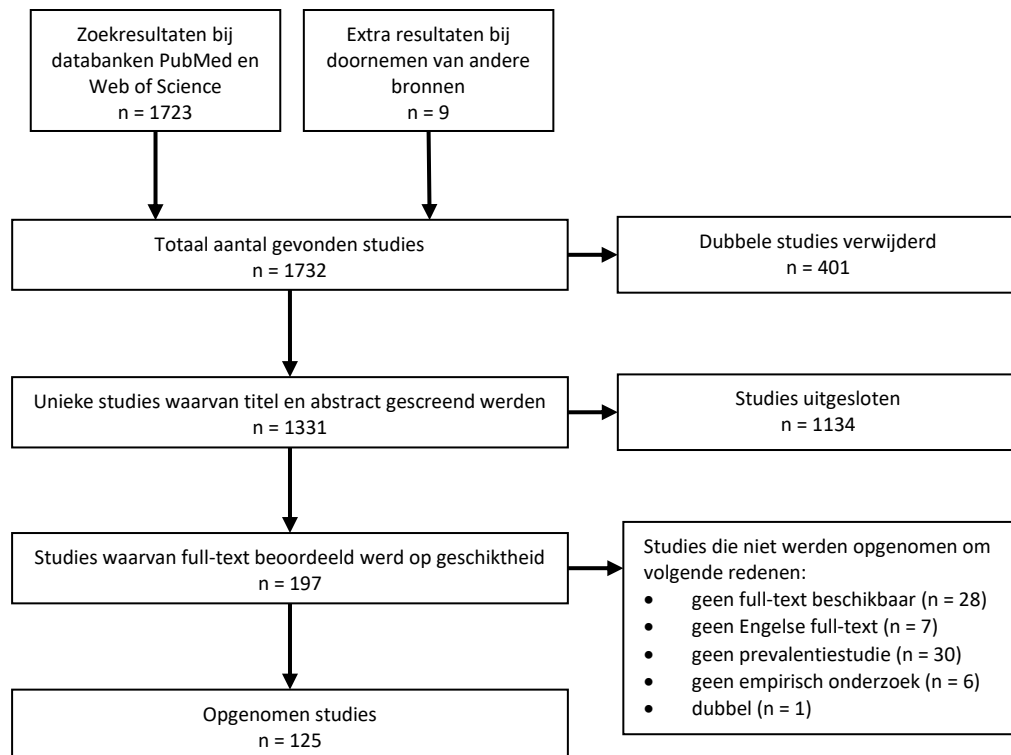 Zoekresultaten bij
databanken PubMed en
Web of Science
n = 1723
Extra resultaten bij
doornemen van andere
bronnen
n = 9
Totaal aantal gevonden studies
n = 1732
Dubbele studies verwijderd
n = 401
Unieke studies waarvan titel en abstract gescreend werden
n = 1331
Studies uitgesloten
n = 1134
Studies waarvan full-text beoordeeld werd op geschiktheid
n = 197
Studies die niet werden opgenomen om
volgende redenen:
• geen full-text beschikbaar (n = 28)
• geen Engelse full-text (n = 7)
• geen prevalentiestudie (n = 30)
• geen empirisch onderzoek (n = 6)
• dubbel (n = 1)
Opgenomen studies
n = 125